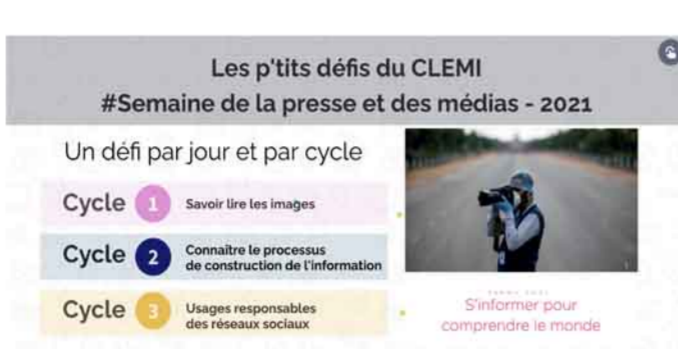 Les p'tits défis du CLEMI
#Semaine de la presse et des médias - 2021
Un défi par jour et par cycle
Cycle 1 Savoir lire les images
Cycle 2 Connaître le processus
de construction de l'information
Cycle 3 Usages responsables
des réseaux sociaux
S'informer pour
comprendre le monde